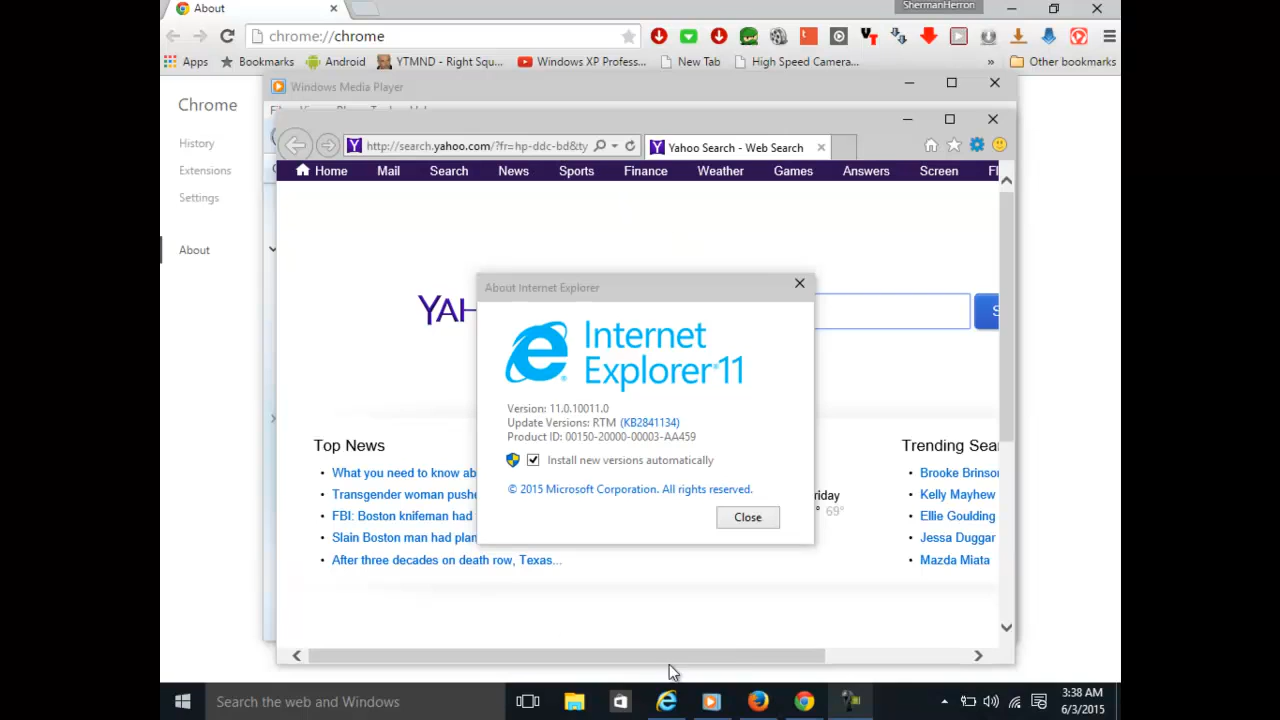 About
ShermanHerron
chrome://chrome
Apps
Bookmarks
Android
YTMND - Right Squ...
Windows XP Profess...
New Tab
High Speed Camera...
»
Other bookmarks
Chrome
History
Extensions
Settings
About
Windows Media Player
http://search.yahoo.com/?fr=hp-ddc-bd&ty
Yahoo Search - Web Search
Home Mail Search News Sports Finance Weather Games Answers Screen Fl
YAH
About Internet Explorer
Internet
Explorer 11
Version: 11.0.10011.0
Update Versions: RTM (KB2841134)
Product ID: 00150-20000-00003-AA459
Install new versions automatically
© 2015 Microsoft Corporation. All rights reserved.
Close
Top News
What you need to know ab
Transgender woman pushe
FBI: Boston knifeman had
Slain Boston man had plan
After three decades on death row, Texas...
riday
° 69°
Trending Sea
Brooke Brinson
Kelly Mayhew
Ellie Goulding
Jessa Duggar
Mazda Miata
Search the web and Windows
3:38 AM
6/3/2015